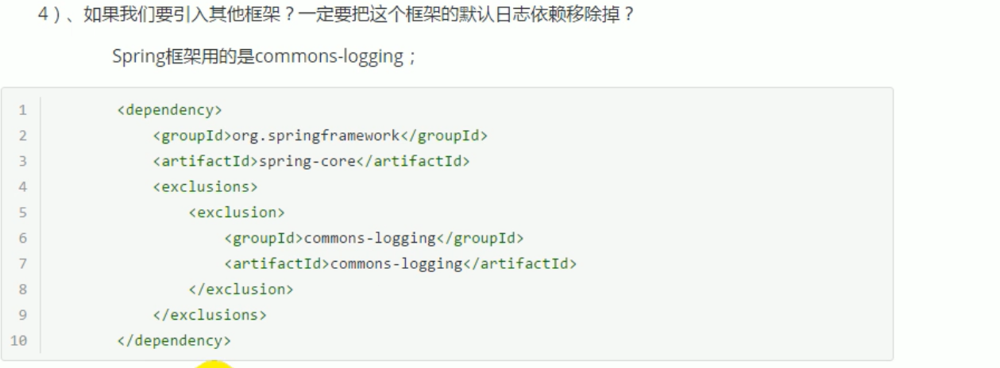 4）、如果我们要引入其他框架？一定要把这个框架的默认日志依赖移除掉？
Spring框架用的是commons-logging；
1 <dependency>
2 <groupId>org.springframework</groupId>
3 <artifactId>spring-core</artifactId>
4 <exclusions>
5 <exclusion>
6 <groupId>commons-logging</groupId>
7 <artifactId>commons-logging</artifactId>
8 </exclusion>
9 </exclusions>
10 </dependency>